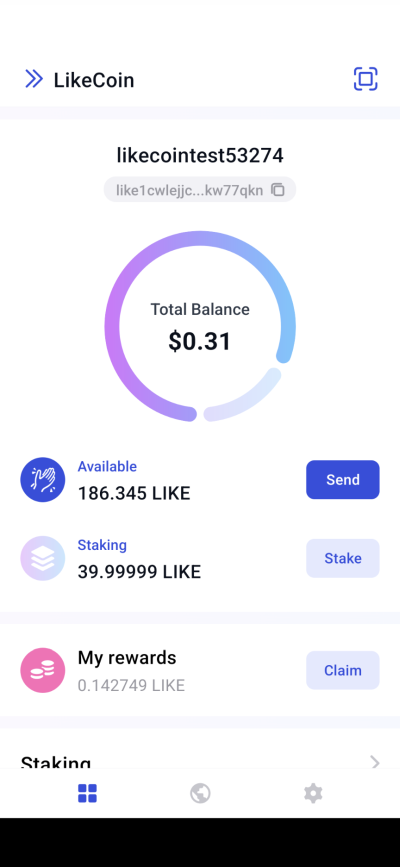 LikeCoin
likecointest53274
like1cwlejjc...kw77qkn
Total Balance
$0.31
Available
186.345 LIKE
Send
Staking
39.99999 LIKE
Stake
My rewards
0.142749 LIKE
Claim
Staking